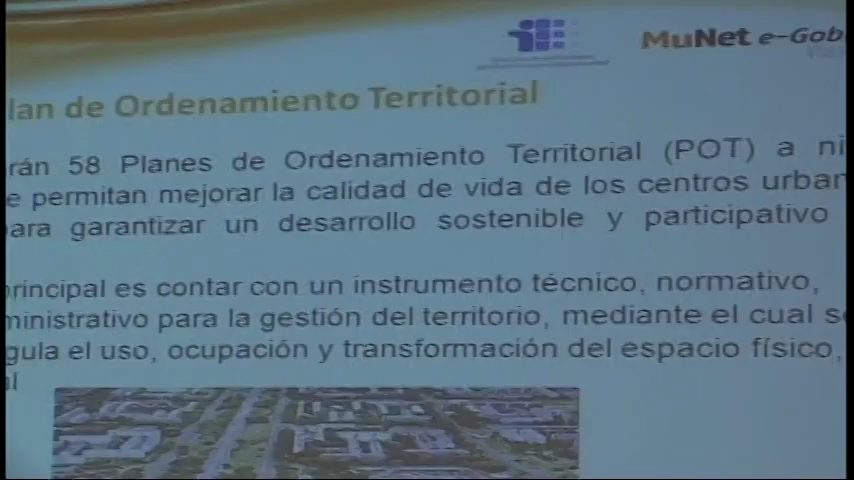 MuNet e-Gob
lan de Ordenamiento Territorial
rán 58 Planes de Ordenamiento Territorial (POT) a ni
e permitan mejorar la calidad de vida de los centros urban
para garantizar un desarrollo sostenible y participativo
principal es contar con un instrumento técnico, normativo,
ministrativo para la gestión del territorio, mediante el cual se
gula el uso, ocupación y transformación del espacio físico,
al